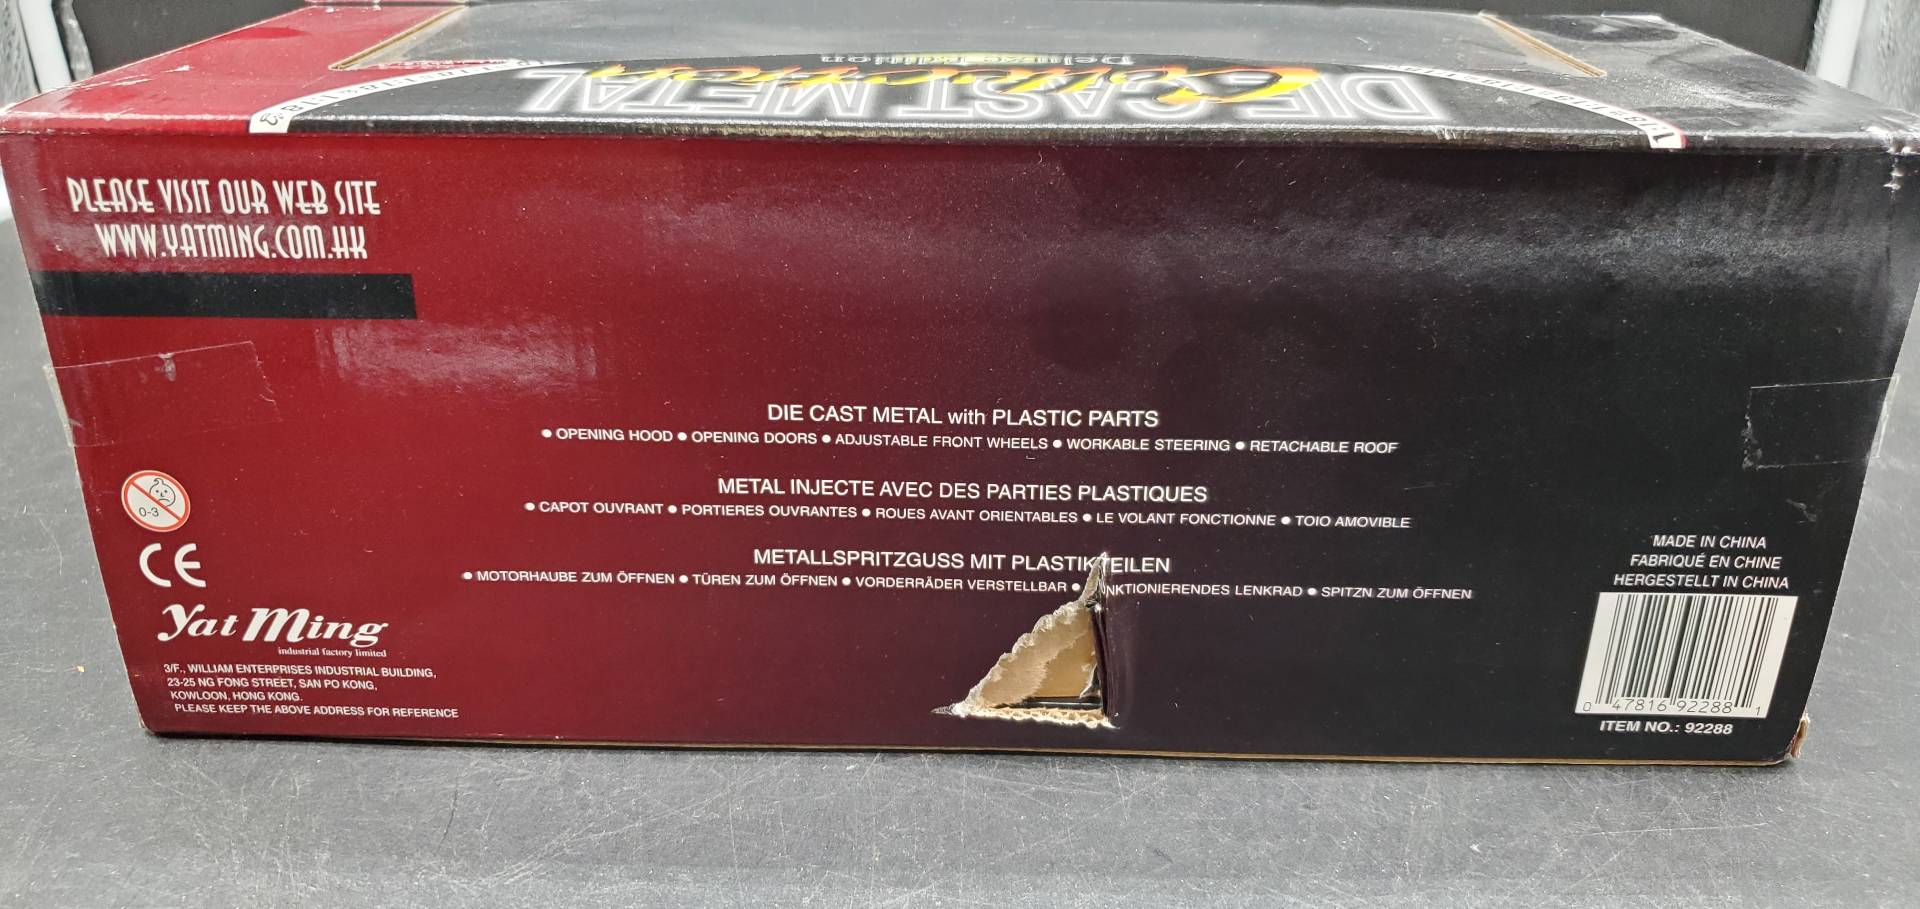 Deluxe Edition
Collection
DIE CAST METAL
PLEASE VISIT OUR WEB SITE
WWW.YATMING.COM.HK
DIE CAST METAL with PLASTIC PARTS
● OPENING HOOD ● OPENING DOORS ● ADJUSTABLE FRONT WHEELS ● WORKABLE STEERING ● RETACHABLE ROOF
METAL INJECTE AVEC DES PARTIES PLASTIQUES
● CAPOT OUVRANT ● PORTIERES OUVRANTES ● ROUES AVANT ORIENTABLES ● LE VOLANT FONCTIONNE ● TOIO AMOVIBLE
METALLSPRITZGUSS MIT PLASTIKTEILEN
● MOTORHAUBE ZUM ÖFFNEN ● TÜREN ZUM ÖFFNEN ● VORDERRÄDER VERSTELLBAR ● NKTIONIERENDES LENKRAD ● SPITZN ZUM ÖFFNEN
0-3
CE
Yat Ming
industrial factory limited
3/F., WILLIAM ENTERPRISES INDUSTRIAL BUILDING,
23-25 NG FONG STREET, SAN PO KONG,
KOWLOON, HONG KONG.
PLEASE KEEP THE ABOVE ADDRESS FOR REFERENCE
MADE IN CHINA
FABRIQUÉ EN CHINE
HERGESTELLT IN CHINA
0 47816 92288 1
ITEM NO.: 92288